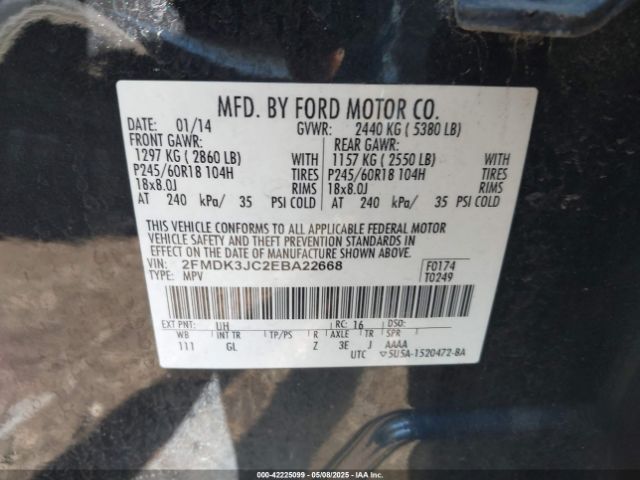 MFD. BY FORD MOTOR CO.
DATE: 01/14 GVWR: 2440 KG ( 5380 LB)
FRONT GAWR: REAR GAWR:
1297 KG ( 2860 LB) WITH 1157 KG ( 2550 LB) WITH
P245/60R18 104H TIRES P245/60R18 104H TIRES
18x8.0J RIMS 18x8.0J RIMS
AT 240 kPa/ 35 PSI COLD AT 240 kPa/ 35 PSI COLD
THIS VEHICLE CONFORMS TO ALL APPLICABLE FEDERAL MOTOR
VEHICLE SAFETY AND THEFT PREVENTION STANDARDS IN
EFFECT ON THE DATE OF MANUFACTURE SHOWN ABOVE.
VIN: 2FMDK3JC2EBA22668 F0174
TYPE: MPV T0249
EXT PNT: UH RC: 16 DSO:
WB INT TR TP/PS R AXLE TR SPR
111 GL Z 3E J AAAA
UTC ▽5U5A-1520472-BA
© 42225099 05/08/2025 IAAI.COM